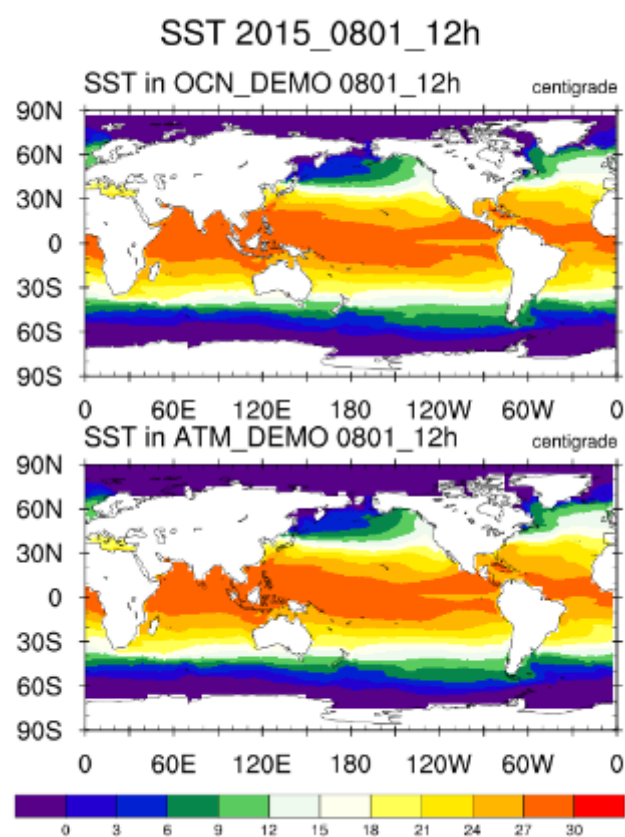 SST 2015_0801_12h
SST in OCN_DEMO 0801_12h centigrade
90N
60N
30N
0
30S
60S
90S
0 60E 120E 180 120W 60W 0
SST in ATM_DEMO 0801_12h centigrade
90N
60N
30N
0
30S
60S
90S
0 60E 120E 180 120W 60W 0
0 3 6 9 12 15 18 21 24 27 30